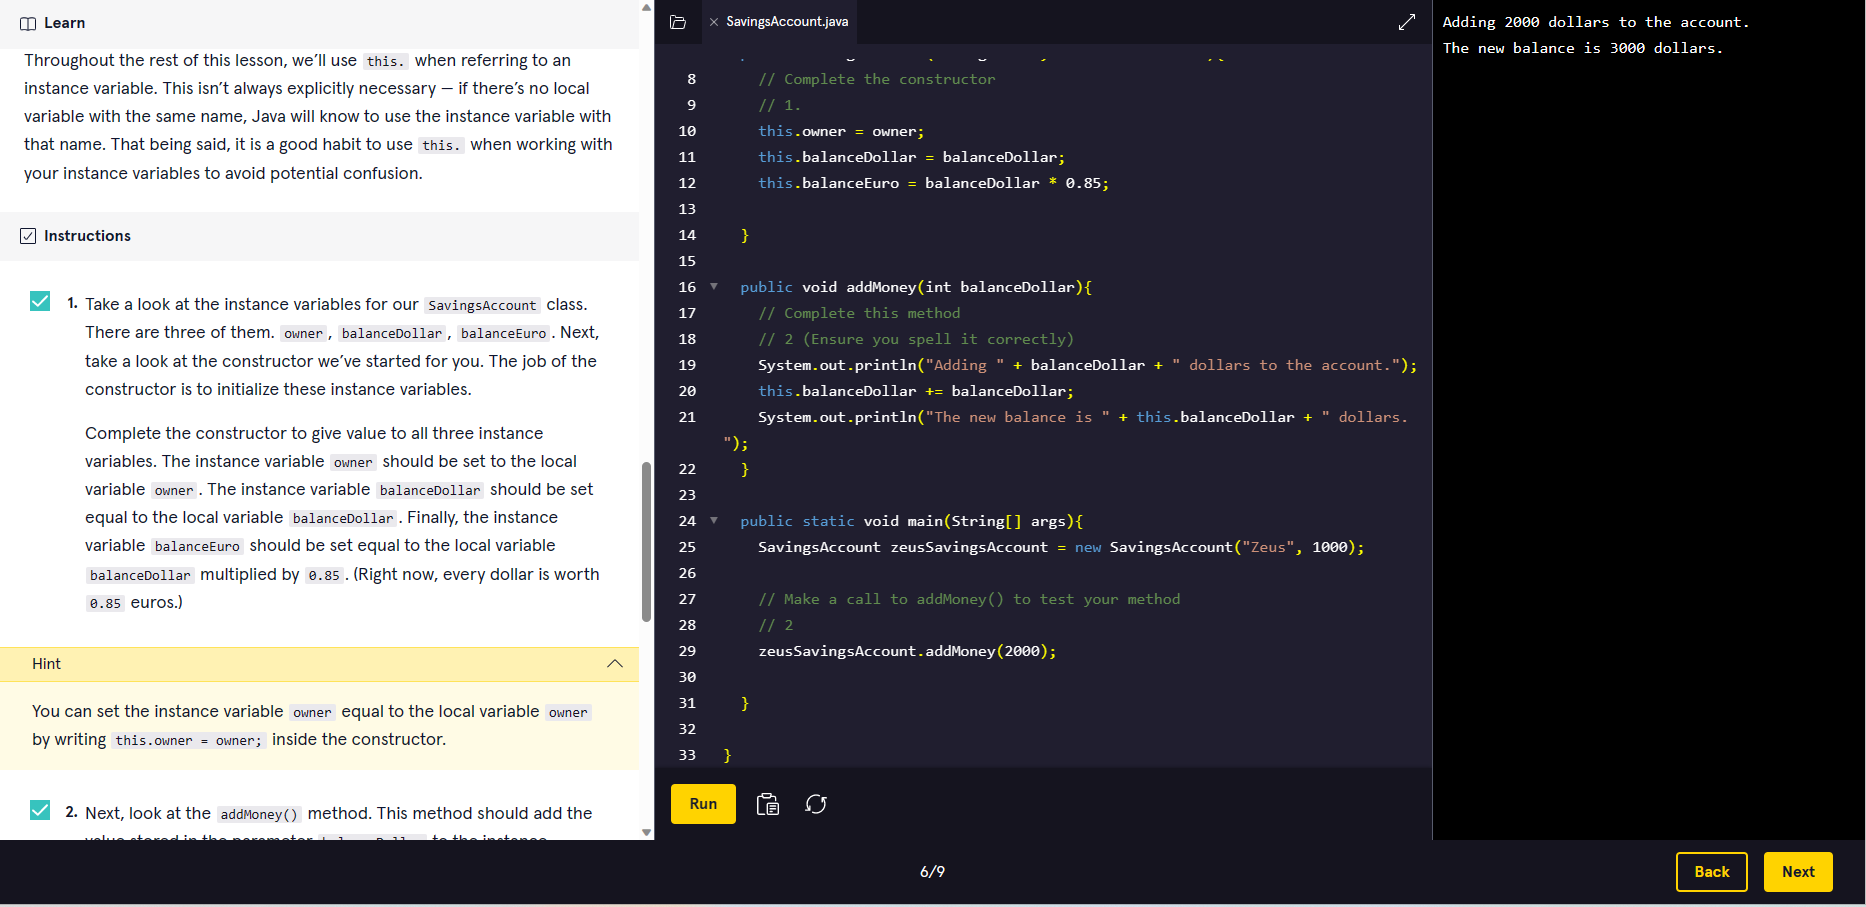 Learn
Throughout the rest of this lesson, we’ll use this. when referring to an
instance variable. This isn’t always explicitly necessary — if there’s no local
variable with the same name, Java will know to use the instance variable with
that name. That being said, it is a good habit to use this. when working with
your instance variables to avoid potential confusion.
Instructions
1. Take a look at the instance variables for our SavingsAccount class.
There are three of them. owner, balanceDollar, balanceEuro. Next,
take a look at the constructor we’ve started for you. The job of the
constructor is to initialize these instance variables.
Complete the constructor to give value to all three instance
variables. The instance variable owner should be set to the local
variable owner. The instance variable balanceDollar should be set
equal to the local variable balanceDollar. Finally, the instance
variable balanceEuro should be set equal to the local variable
balanceDollar multiplied by 0.85. (Right now, every dollar is worth
0.85 euros.)
Hint
You can set the instance variable owner equal to the local variable owner
by writing this.owner = owner; inside the constructor.
2. Next, look at the addMoney() method. This method should add the
value stored in the parameter balanceDollar to the instance
SavingsAccount.java
8 // Complete the constructor
9 // 1.
10 this.owner = owner;
11 this.balanceDollar = balanceDollar;
12 this.balanceEuro = balanceDollar * 0.85;
13
14 }
15
16 public void addMoney(int balanceDollar){
17 // Complete this method
18 // 2 (Ensure you spell it correctly)
19 System.out.println("Adding " + balanceDollar + " dollars to the account.");
20 this.balanceDollar += balanceDollar;
21 System.out.println("The new balance is " + this.balanceDollar + " dollars.
");
22 }
23
24 public static void main(String[] args){
25 SavingsAccount zeusSavingsAccount = new SavingsAccount("Zeus", 1000);
26
27 // Make a call to addMoney() to test your method
28 // 2
29 zeusSavingsAccount.addMoney(2000);
30
31 }
32
33 }
Run
Adding 2000 dollars to the account.
The new balance is 3000 dollars.
6/9
Back
Next